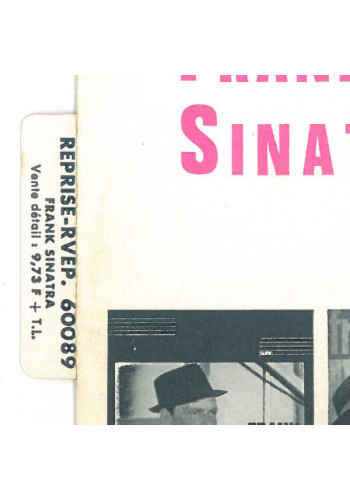 REPRISE-RVEP. 60089
FRANK SINATRA
Vente détail : 9,73 F + T.L.
SINAT